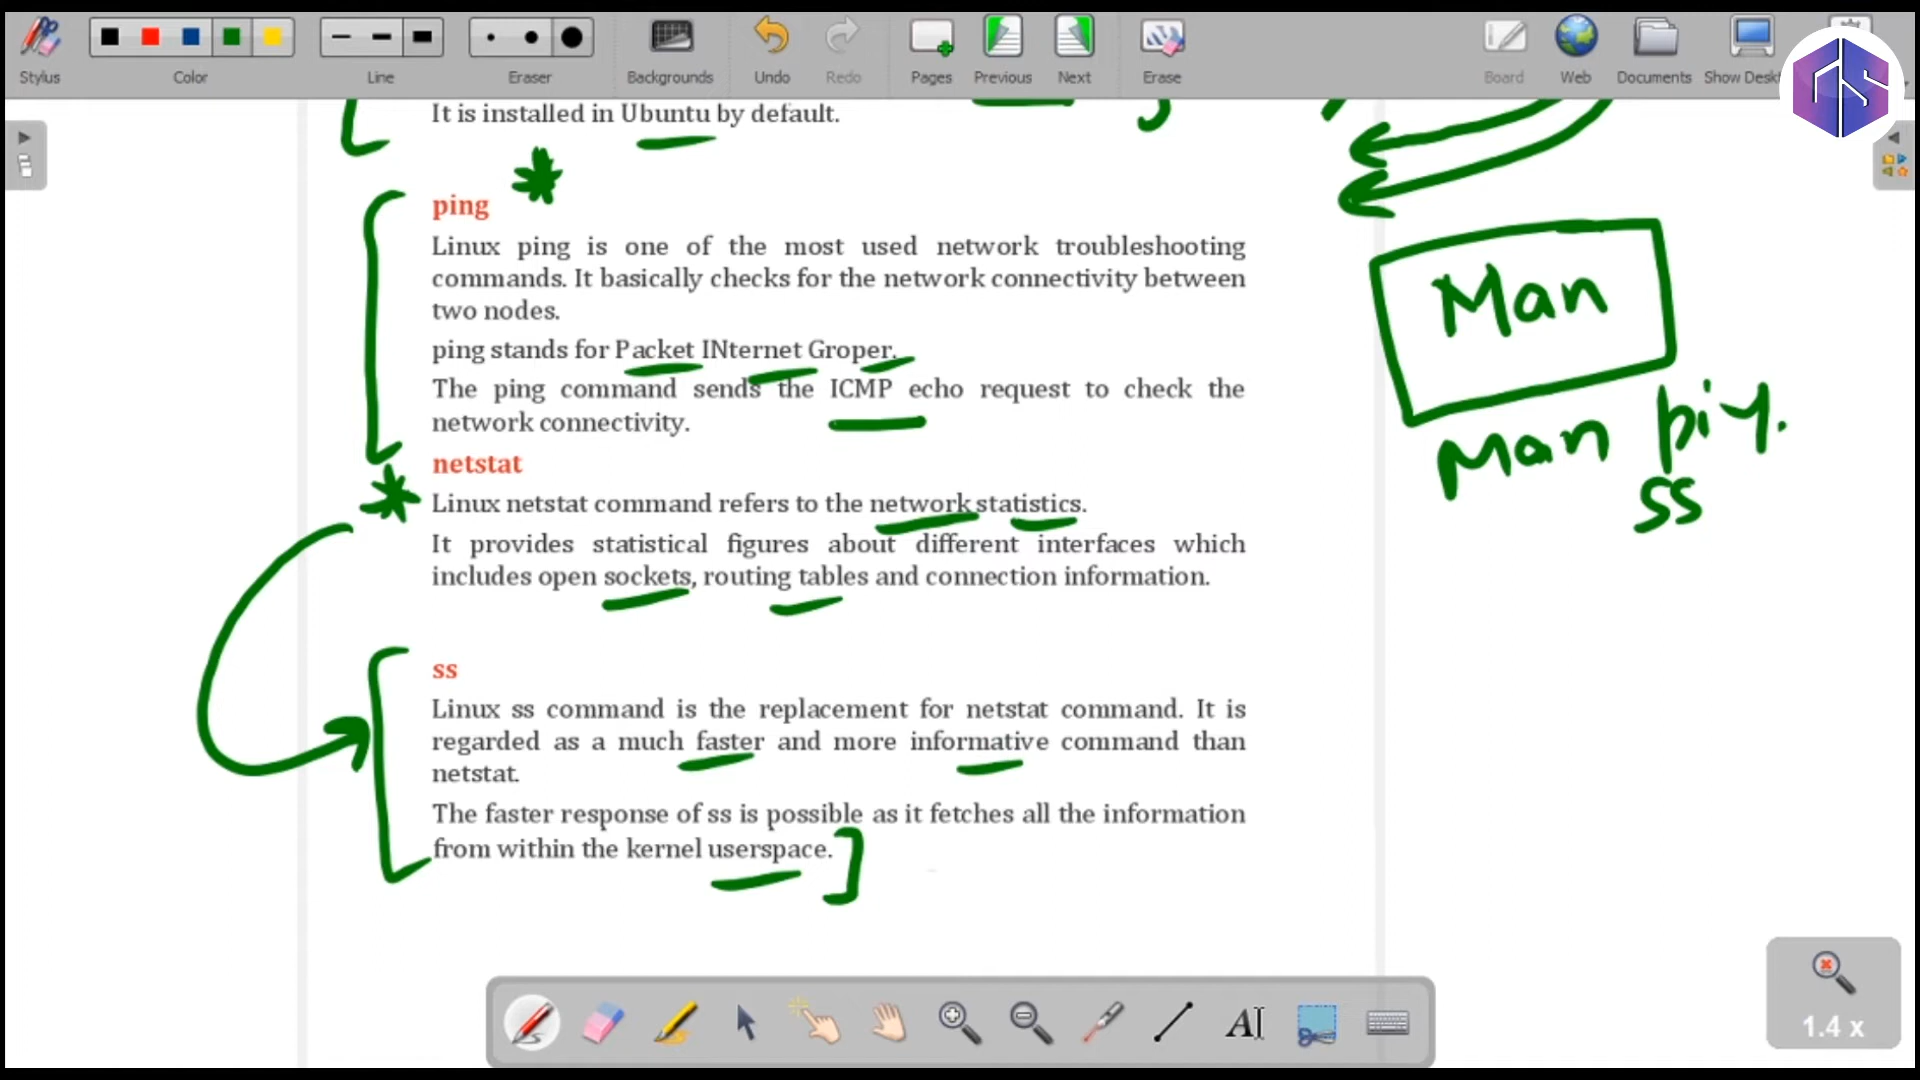 Stylus
Color
Line
Eraser
Backgrounds
Undo
Redo
Pages
Previous
Next
Erase
Board
Web
Documents
Show Desk
It is installed in Ubuntu by default.
ping
Linux ping is one of the most used network troubleshooting
commands. It basically checks for the network connectivity between
two nodes.
ping stands for Packet INternet Groper.
The ping command sends the ICMP echo request to check the
network connectivity.
netstat
Linux netstat command refers to the network statistics.
It provides statistical figures about different interfaces which
includes open sockets, routing tables and connection information.
ss
Linux ss command is the replacement for netstat command. It is
regarded as a much faster and more informative command than
netstat.
The faster response of ss is possible as it fetches all the information
from within the kernel userspace.
Man
Man
ss
AI
1.4 x